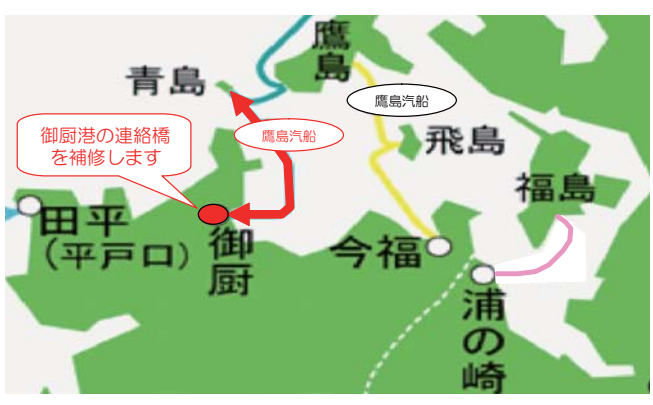 鷹島
青島
鷹島汽船
御厨港の連絡橋
を補修します
鷹島汽船
飛島
福島
田平
(平戸口)
御厨
今福
浦の崎